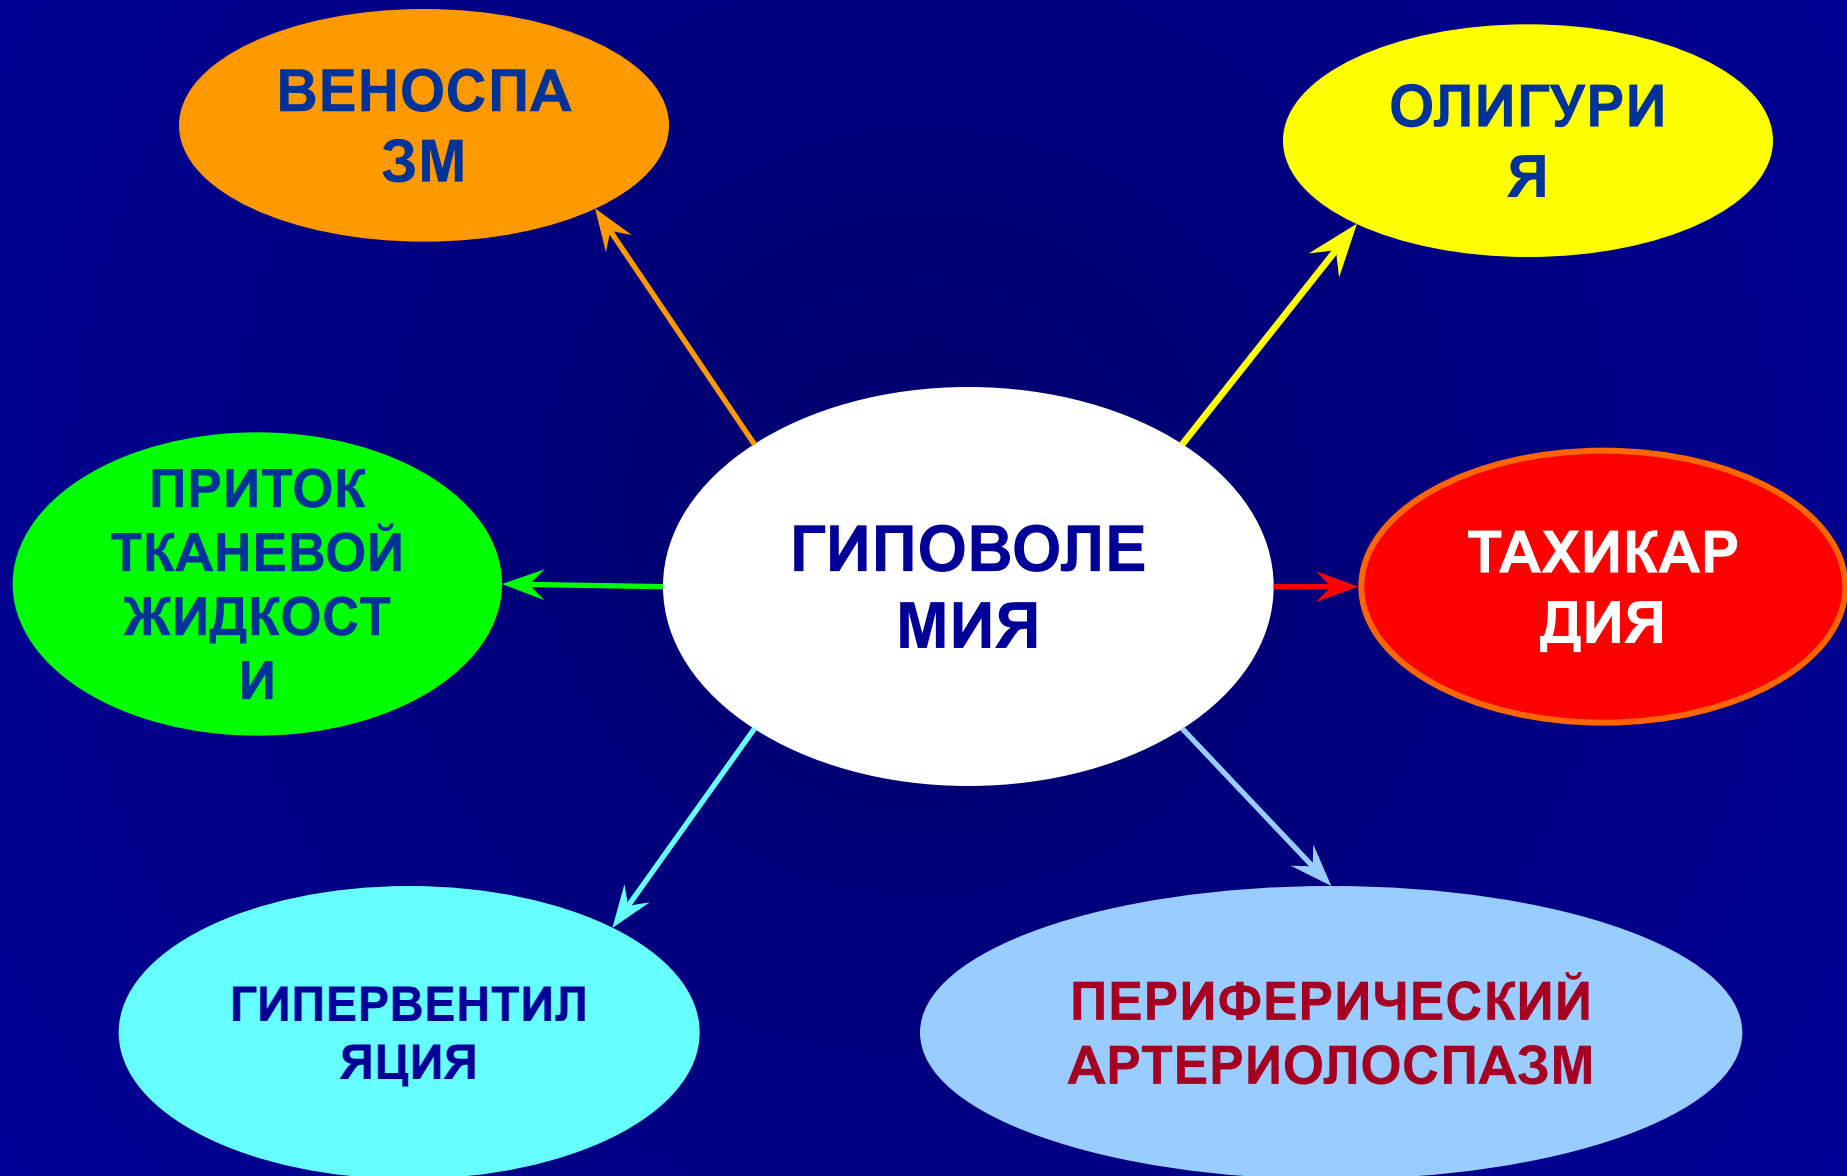 ВЕНОСПА
ЗМ
ОЛИГУРИ
Я
ПРИТОК
ТКАНЕВОЙ
ЖИДКОСТ
И
ГИПОВОЛЕ
МИЯ
ТАХИКАР
ДИЯ
ГИПЕРВЕНТИЛ
ЯЦИЯ
ПЕРИФЕРИЧЕСКИЙ
АРТЕРИОЛОСПАЗМ